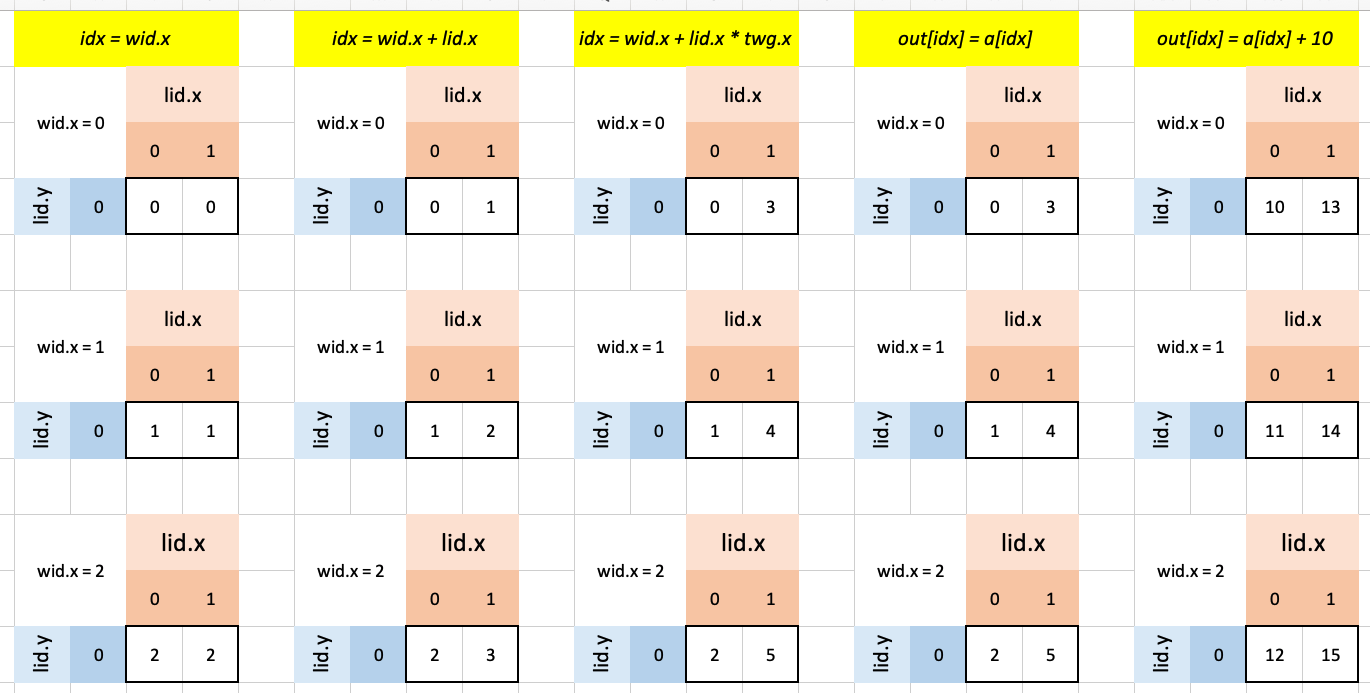 idx = wid.x idx = wid.x + lid.x idx = wid.x + lid.x * twg.x out[idx] = a[idx] out[idx] = a[idx] + 10
lid.x lid.x lid.x lid.x lid.x
wid.x = 0 wid.x = 0 wid.x = 0 wid.x = 0 wid.x = 0
0 1 0 1 0 1 0 1 0 1
lid.y 0 0 0 lid.y 0 0 1 lid.y 0 0 3 lid.y 0 0 3 lid.y 0 10 13
lid.x lid.x lid.x lid.x lid.x
wid.x = 1 wid.x = 1 wid.x = 1 wid.x = 1 wid.x = 1
0 1 0 1 0 1 0 1 0 1
lid.y 0 1 1 lid.y 0 1 2 lid.y 0 1 4 lid.y 0 1 4 lid.y 0 11 14
lid.x lid.x lid.x lid.x lid.x
wid.x = 2 wid.x = 2 wid.x = 2 wid.x = 2 wid.x = 2
0 1 0 1 0 1 0 1 0 1
lid.y 0 2 2 lid.y 0 2 3 lid.y 0 2 5 lid.y 0 2 5 lid.y 0 12 15